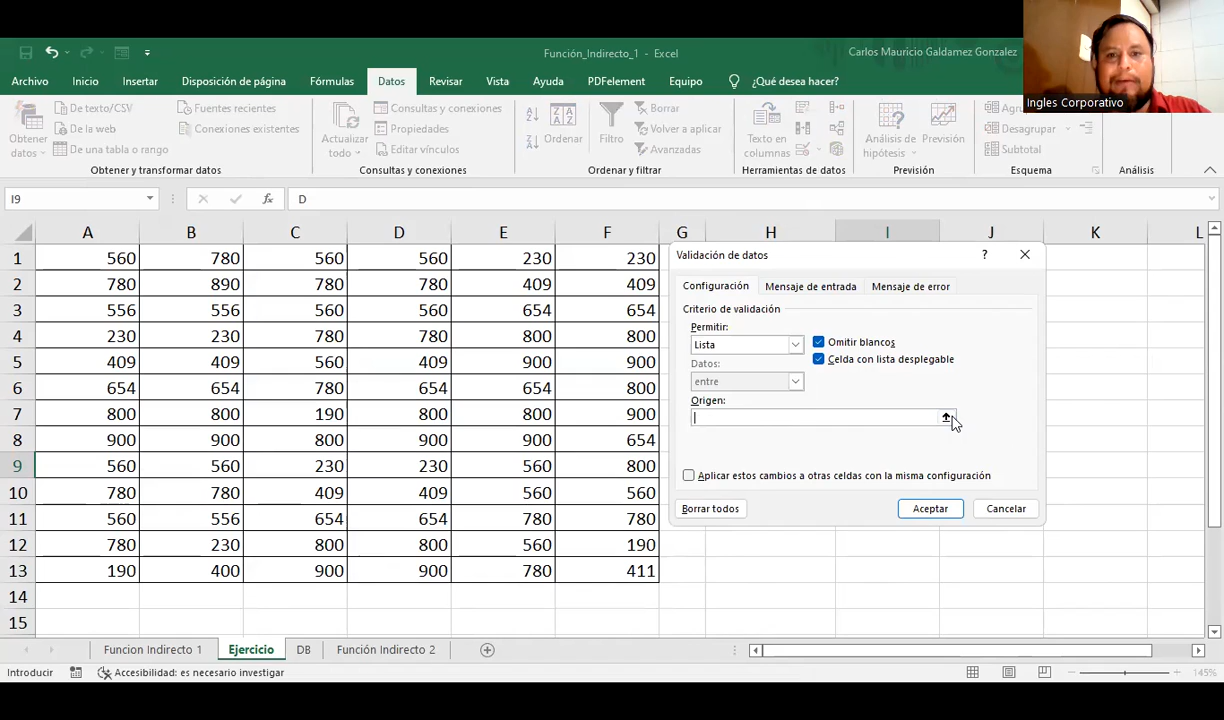 Función_Indirecto_1 - Excel
Carlos Mauricio Galdamez Gonzalez
Ingles Corporativo
Archivo Inicio Insertar Disposición de página Fórmulas Datos Revisar Vista Ayuda PDFelement Equipo ¿Qué desea hacer?
Obtener datos
De texto/CSV
De la web
De una tabla o rango
Fuentes recientes
Conexiones existentes
Obtener y transformar datos
Actualizar todo
Consultas y conexiones
Propiedades
Editar vínculos
Consultas y conexiones
Ordenar
Filtro
Borrar
Volver a aplicar
Avanzadas
Ordenar y filtrar
Texto en columnas
Herramientas de datos
Análisis de hipótesis
Previsión
Previsión
Agru
Desagrupar
Subtotal
Esquema
Análisis
I9 fx D
A B C D E F G H I J K L
1 560 780 560 560 230 230
2 780 890 780 780 409 409
3 556 556 560 560 654 654
4 230 230 780 780 800 800
5 409 409 560 409 900 900
6 654 654 780 654 654 800
7 800 800 190 800 800 900
8 900 900 800 900 900 654
9 560 560 230 230 560 800
10 780 780 409 409 560 560
11 560 556 654 654 780 780
12 780 230 800 800 560 190
13 190 400 900 900 780 411
14
15
Validación de datos ?
Configuración Mensaje de entrada Mensaje de error
Criterio de validación
Permitir:
Lista
Omitir blancos
Celda con lista desplegable
Datos:
entre
Origen:
Aplicar estos cambios a otras celdas con la misma configuración
Borrar todos Aceptar Cancelar
Funcion Indirecto 1 Ejercicio DB Función Indirecto 2
Introducir Accesibilidad: es necesario investigar 145%